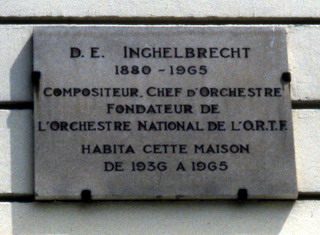 D. E. INGHELBRECHT
1880 - 1965
COMPOSITEUR. CHEF D'ORCHESTRE
FONDATEUR DE
L'ORCHESTRE NATIONAL DE L'O.R.T.F.
HABITA CETTE MAISON
DE 1936 A 1965